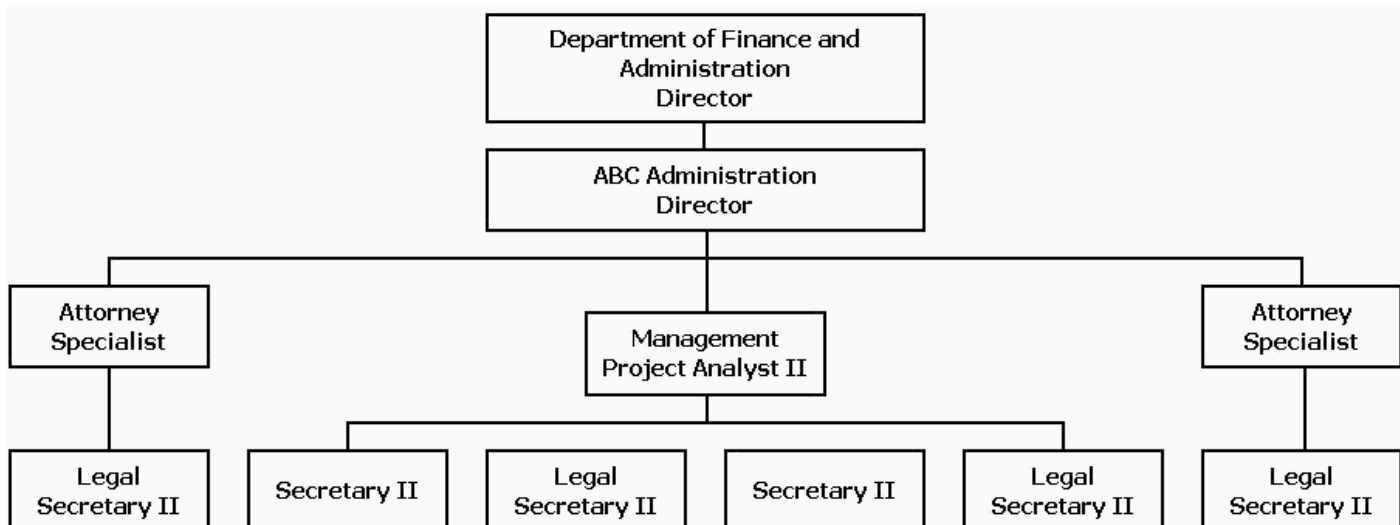 Department of Finance and
Administration
Director
ABC Administration
Director
Attorney
Specialist
Management
Project Analyst II
Attorney
Specialist
Legal
Secretary II
Secretary II
Legal
Secretary II
Secretary II
Legal
Secretary II
Legal
Secretary II